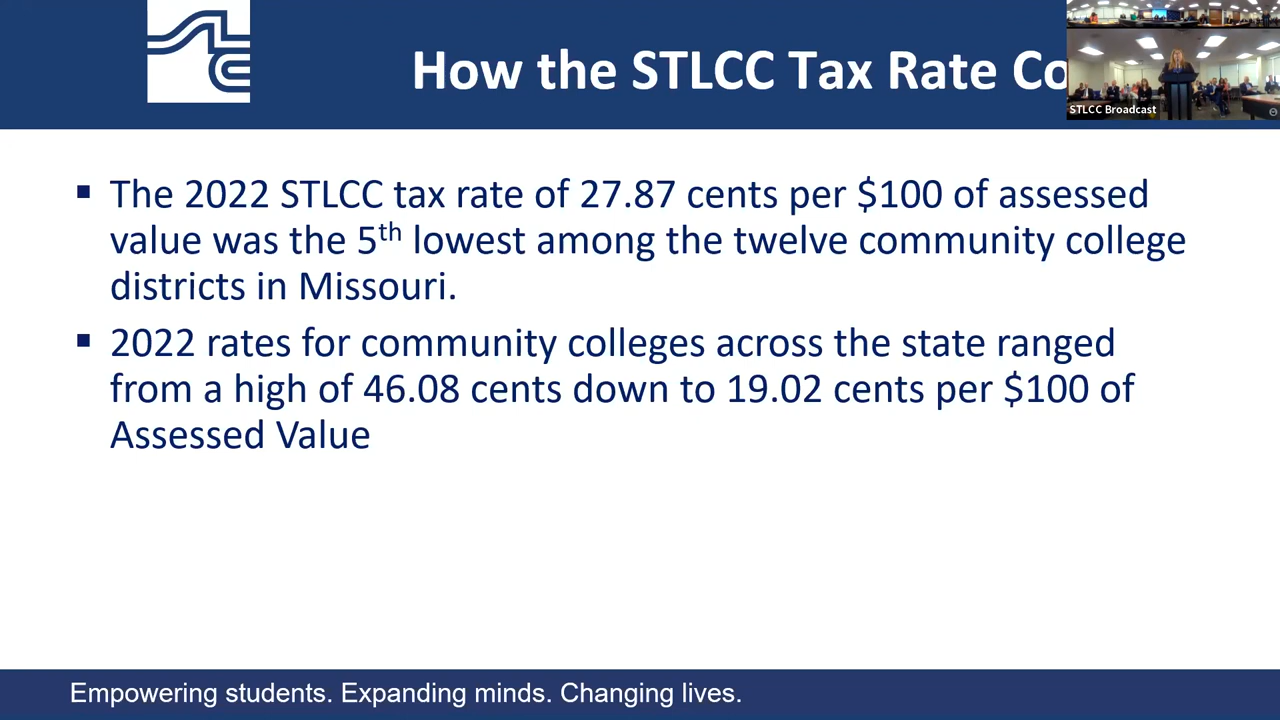 How the STLCC Tax Rate Co
STLCC Broadcast
▪ The 2022 STLCC tax rate of 27.87 cents per $100 of assessed
value was the 5th lowest among the twelve community college
districts in Missouri.
▪ 2022 rates for community colleges across the state ranged
from a high of 46.08 cents down to 19.02 cents per $100 of
Assessed Value
Empowering students. Expanding minds. Changing lives.